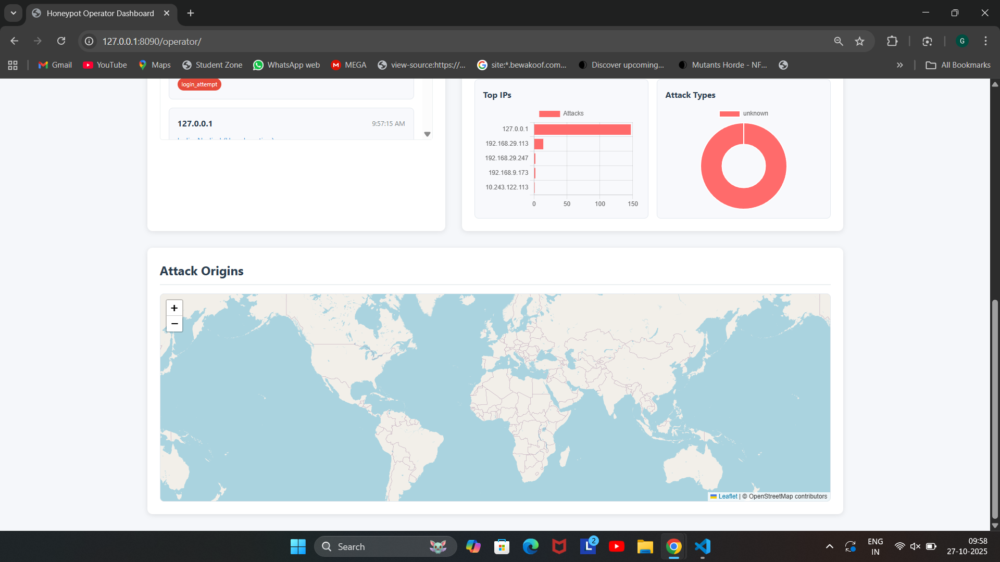 Honeypot Operator Dashboard
127.0.0.1:8090/operator/
G
Gmail
YouTube
Maps
Student Zone
WhatsApp web
MEGA
view-source:https://...
site:*.bewakoof.com...
Discover upcoming...
Mutants Horde - NF...
All Bookmarks
login_attempt
127.0.0.1
9:57:15 AM
Top IPs
Attacks
127.0.0.1
192.168.29.113
192.168.29.247
192.168.9.173
10.243.122.113
0 50 100 150
Attack Types
unknown
Attack Origins
+
−
Leaflet | © OpenStreetMap contributors
Search
2
ENG
IN
09:58
27-10-2025